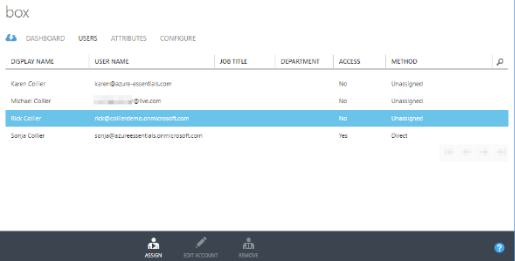 box
DASHBOARD USERS ATTRIBUTES CONFIGURE
DISPLAY NAME USER NAME JOB TITLE DEPARTMENT ACCESS METHOD
Karen Collier karen@azure-essentials.com No Unassigned
Michael Collier @live.com No Unassigned
Rick Collier rick@collierdemo.onmicrosoft.com No Unassigned
Sonja Collier sonja@azureessentials.onmicrosoft.com Yes Direct
ASSIGN EDIT ACCOUNT REMOVE ?